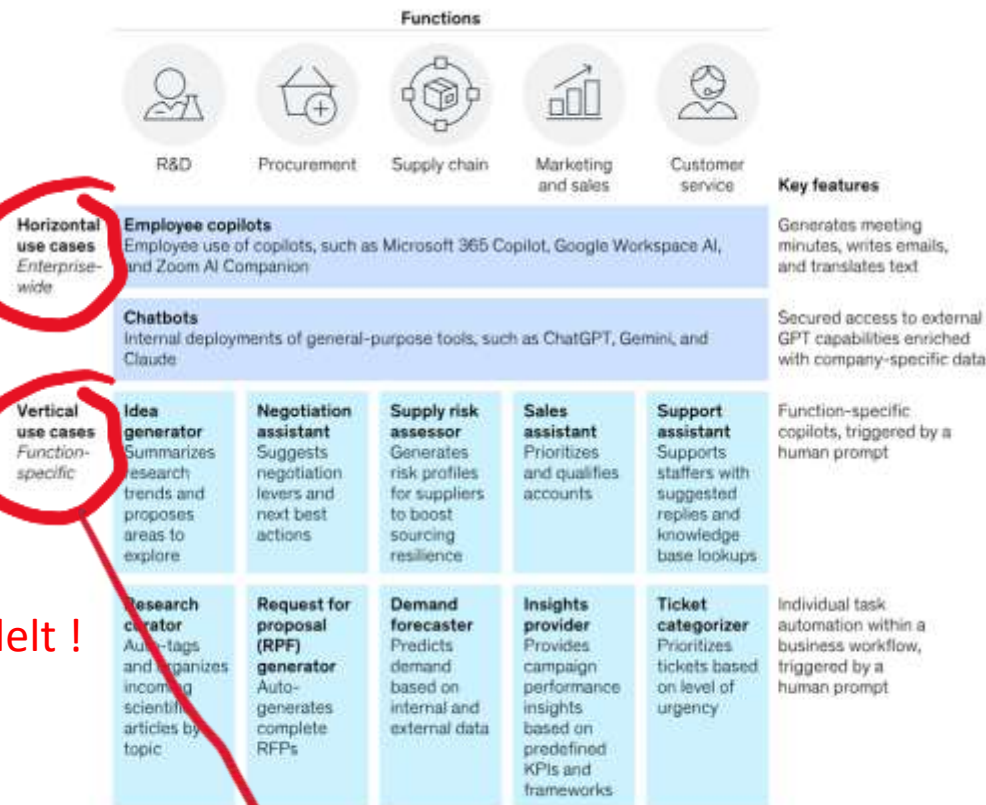 Functions
R&D
Procurement
Supply chain
Marketing
and sales
Customer
service
Key features
Horizontal
use cases
Enterprise-
wide
Employee copilots
Employee use of copilots, such as Microsoft 365 Copilot, Google Workspace AI,
and Zoom AI Companion
Generates meeting
minutes, writes emails,
and translates text
Chatbots
Internal deployments of general-purpose tools, such as ChatGPT, Gemini, and
Claude
Secured access to external
GPT capabilities enriched
with company-specific data
Vertical
use cases
Function-
specific
Idea
generator
Summarizes
research
trends and
proposes
areas to
explore
Negotiation
assistant
Suggests
negotiation
levers and
next best
actions
Supply risk
assessor
Generates
risk profiles
for suppliers
to boost
sourcing
resilience
Sales
assistant
Prioritizes
and qualifies
accounts
Support
assistant
Supports
staffers with
suggested
replies and
knowledge
base lookups
Function-specific
copilots, triggered by a
human prompt
delt !
Research
curator
Auto-tags
and organizes
incoming
scientific
articles by
topic
Request for
proposal
(RPF)
generator
Auto-
generates
complete
RFPs
Demand
forecaster
Predicts
demand
based on
internal and
external data
Insights
provider
Provides
campaign
performance
insights
based on
predefined
KPIs and
frameworks
Ticket
categorizer
Prioritizes
tickets based
on level of
urgency
Individual task
automation within a
business workflow,
triggered by a
human prompt